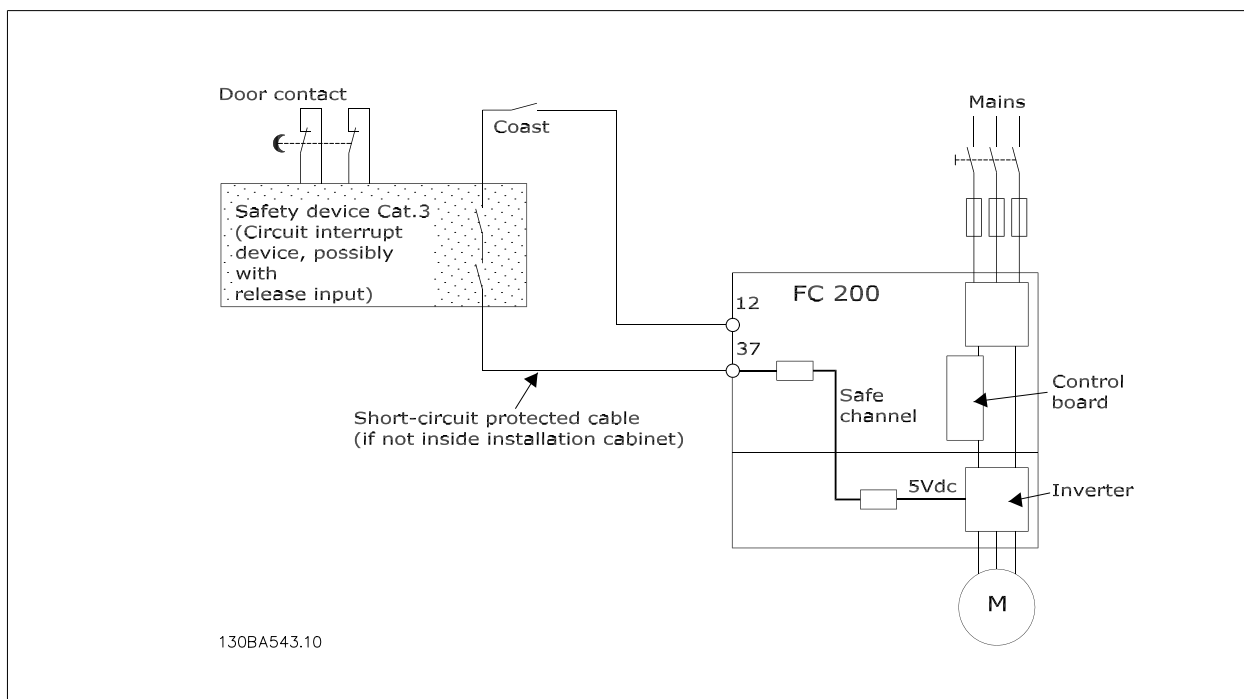 Door contact
Coast
Mains
Safety device Cat.3
(Circuit interrupt
device, possibly
with
release input)
FC 200
12
37
Safe
channel
Control
board
Short-circuit protected cable
(if not inside installation cabinet)
5Vdc
Inverter
M
130BA543.10